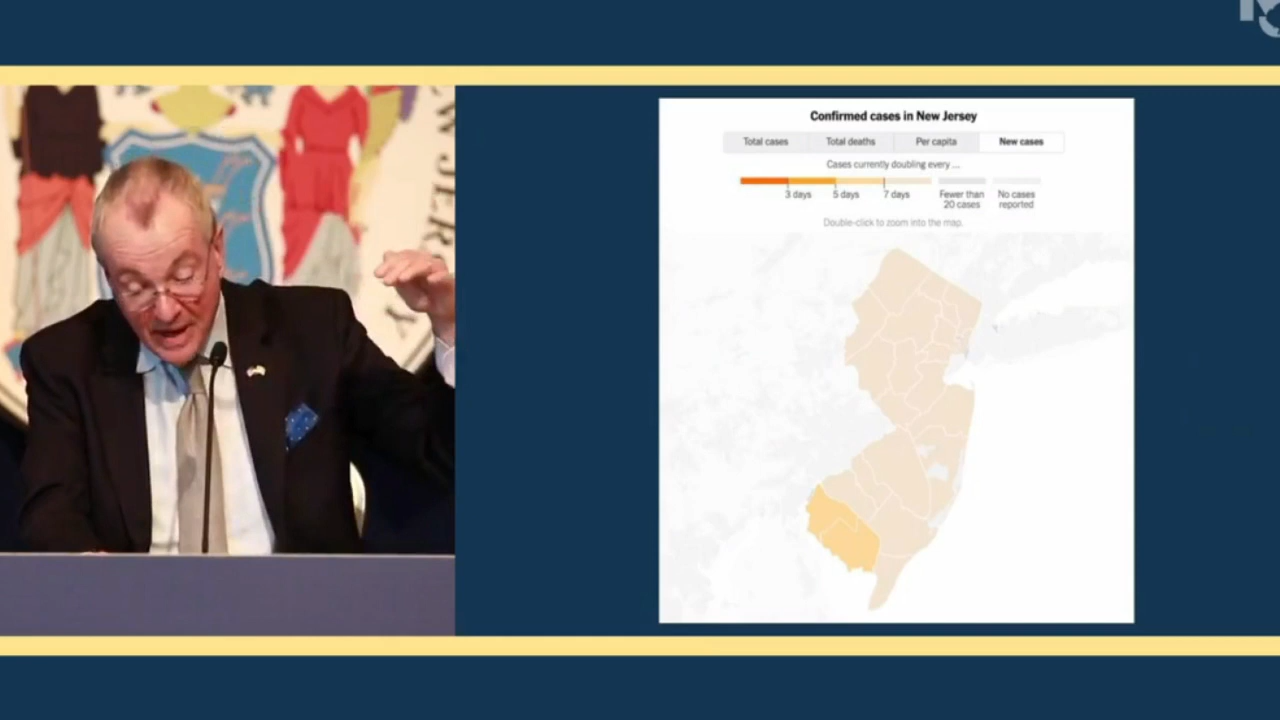 W JERS
Y
Confirmed cases in New Jersey
Total cases Total deaths Per capita New cases
Cases currently doubling every ...
3 days 5 days 7 days Fewer than 20 cases No cases reported
Double-click to zoom into the map.